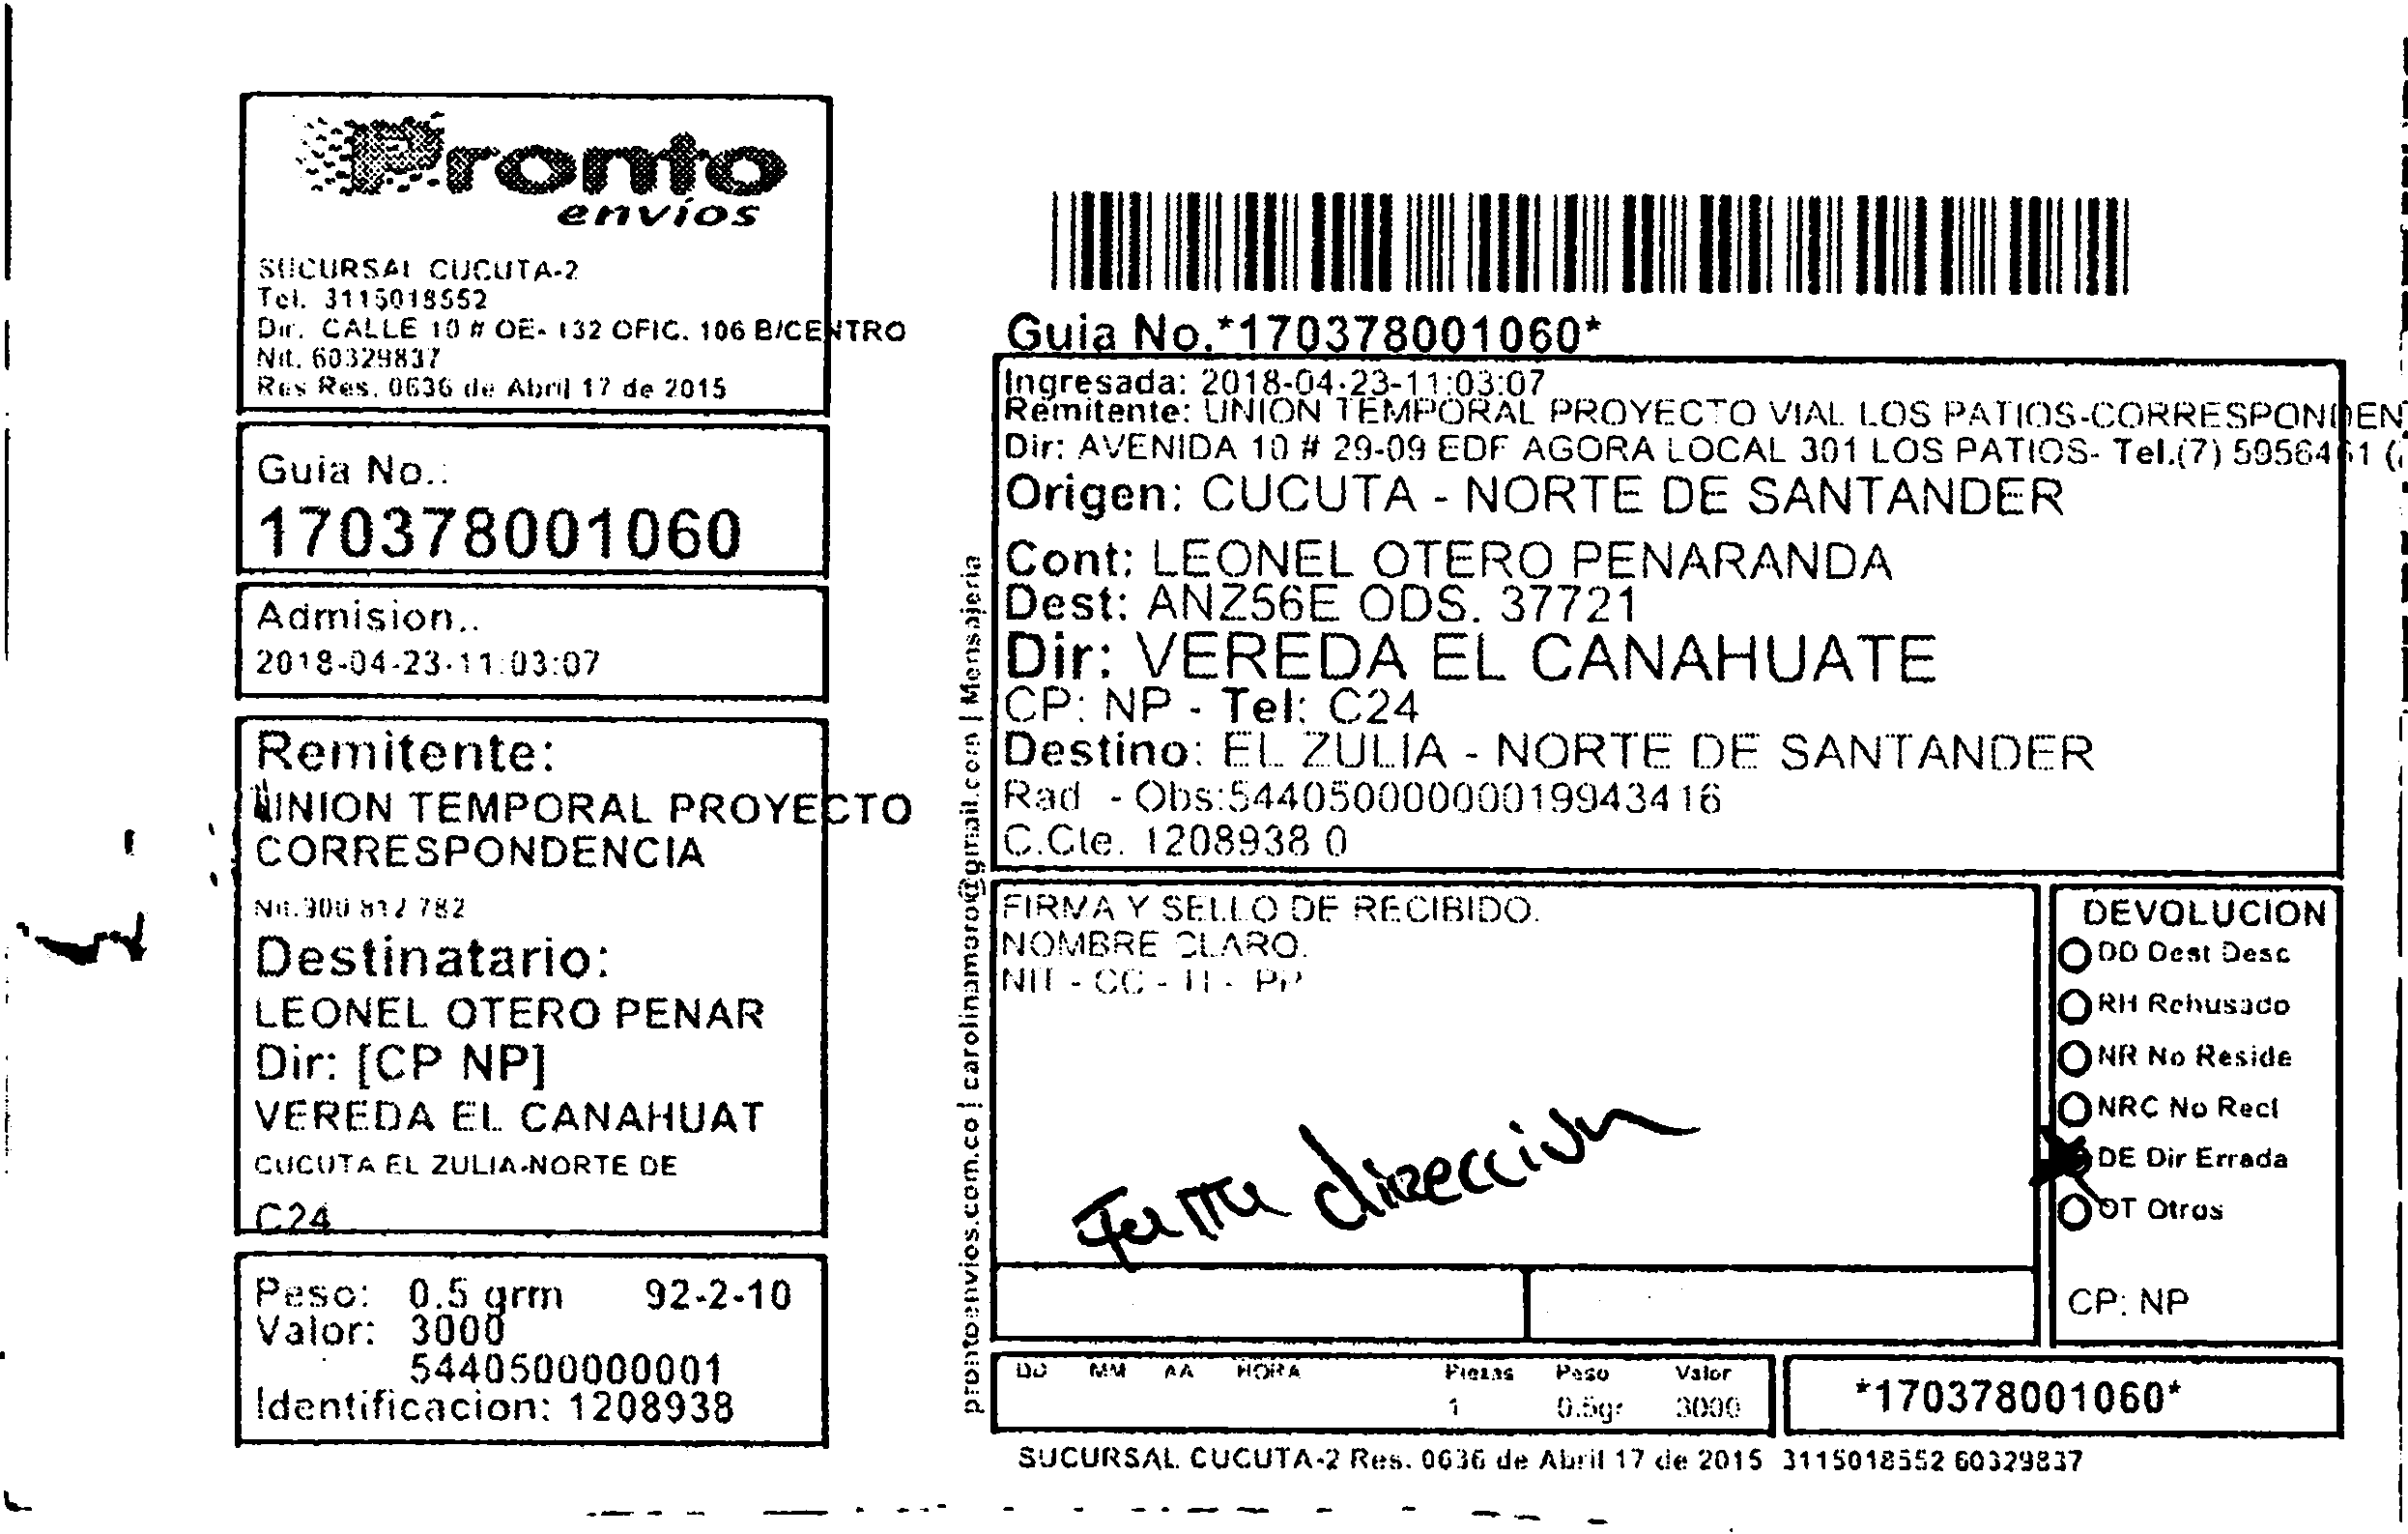 Pronto
envíos
SUCURSAL CUCUTA-2
Tel. 3115018552
Dir. CALLE 10 # OE- 132 OFIC. 106 B/CENTRO
Nit. 60329837
Res Res. 0636 de Abril 17 de 2015
Guia No.:
170378001060
Admision..
2018-04-23-11:03:07
Remitente:
UNION TEMPORAL PROYECTO
CORRESPONDENCIA
Nit.900 812 782
Destinatario:
LEONEL OTERO PENAR
Dir: [CP NP]
VEREDA EL CANAHUAT
CUCUTA EL ZULIA-NORTE DE
C24
Peso: 0.5 grm 92-2-10
Valor: 3000
5440500000001
Identificacion: 1208938
prontoenvios.com.co | carolinamoro@gmail.com | Mensajeria
Guia No.*170378001060*
Ingresada: 2018-04-23-11:03:07
Remitente: UNION TEMPORAL PROYECTO VIAL LOS PATIOS-CORRESPONDEN
Dir: AVENIDA 10 # 29-09 EDF AGORA LOCAL 301 LOS PATIOS- Tel.(7) 5956461 (
Origen: CUCUTA - NORTE DE SANTANDER
Cont: LEONEL OTERO PENARANDA
Dest: ANZ56E ODS. 37721
Dir: VEREDA EL CANAHUATE
CP: NP - Tel: C24
Destino: EL ZULIA - NORTE DE SANTANDER
Rad - Obs:54405000000019943416
C.Cte. 1208938 0
FIRMA Y SELLO DE RECIBIDO.
NOMBRE CLARO.
NIT - CC - TI - PP
Falta dirección
DEVOLUCION
DD Dest Desc
RH Rehusado
NR No Reside
NRC No Recl
DE Dir Errada
OT Otros
CP: NP
DD MM AA HORA Piezas Peso Valor
1 0.5gr 3000
*170378001060*
SUCURSAL CUCUTA-2 Res. 0636 de Abril 17 de 2015 3115018552 60329837